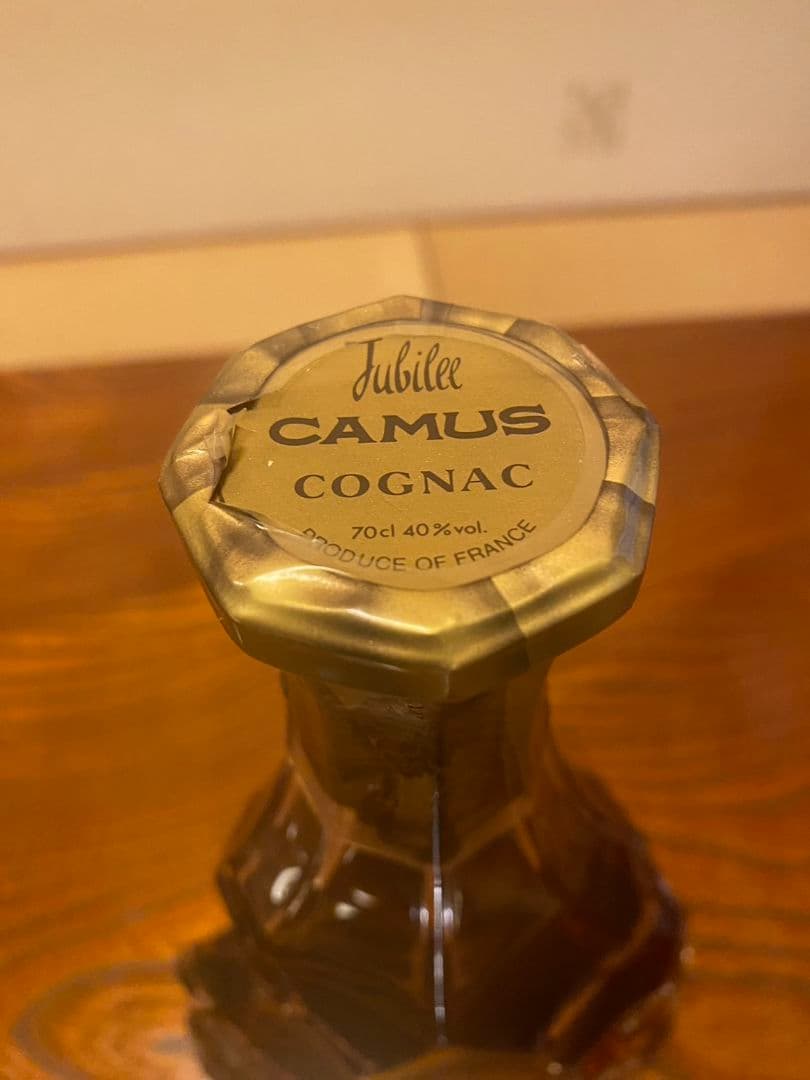 Jubilee
CAMUS
COGNAC
70cl 40%vol.
PRODUCE OF FRANCE